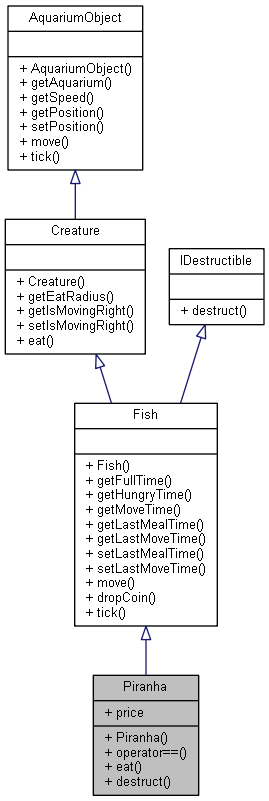 AquariumObject
+ AquariumObject()
+ getAquarium()
+ getSpeed()
+ getPosition()
+ setPosition()
+ move()
+ tick()
Creature
+ Creature()
+ getEatRadius()
+ getIsMovingRight()
+ setIsMovingRight()
+ eat()
IDestructible
+ destruct()
Fish
+ Fish()
+ getFullTime()
+ getHungryTime()
+ getMoveTime()
+ getLastMealTime()
+ getLastMoveTime()
+ setLastMealTime()
+ setLastMoveTime()
+ move()
+ dropCoin()
+ tick()
Piranha
+ price
+ Piranha()
+ operator==()
+ eat()
+ destruct()